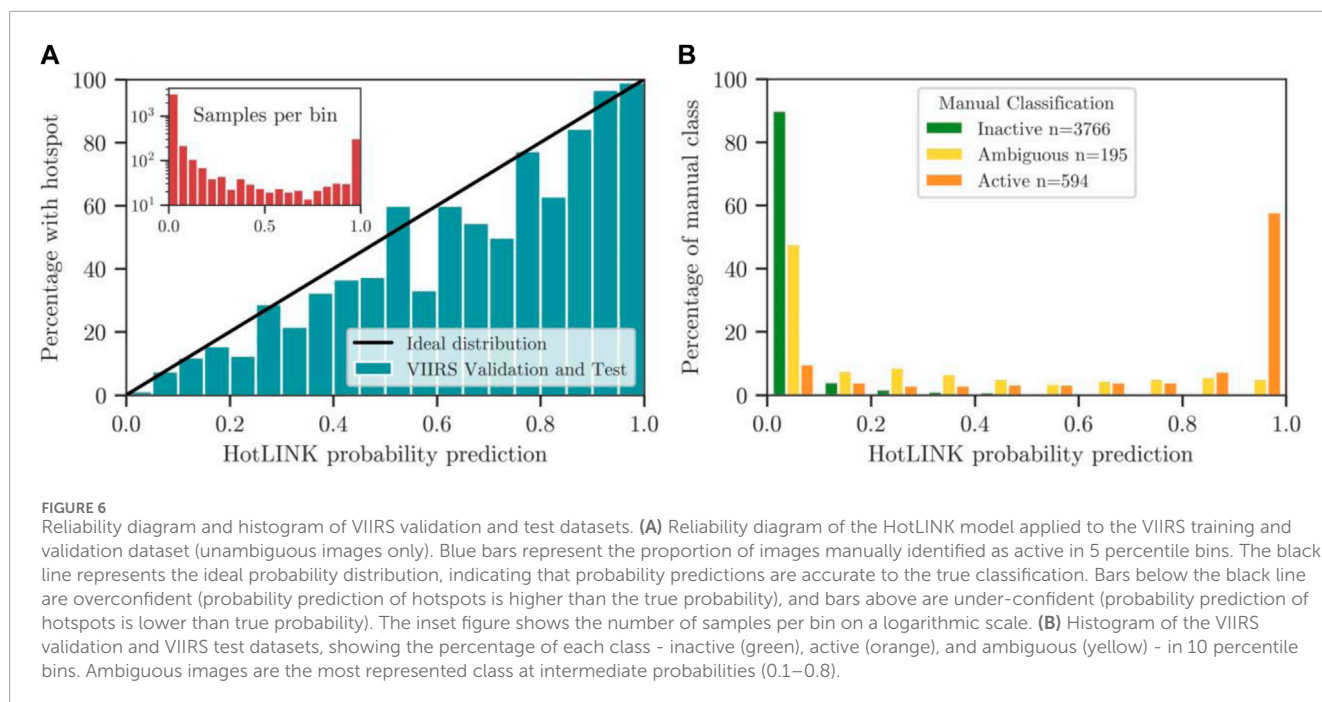 A
B
100
80
60
40
20
0
Percentage with hotspot
10³
10²
10¹
Samples per bin
0.0 0.5 1.0
Ideal distribution
VIIRS Validation and Test
0.0 0.2 0.4 0.6 0.8 1.0
HotLINK probability prediction
100
80
60
40
20
0
Percentage of manual class
Manual Classification
Inactive n=3766
Ambiguous n=195
Active n=594
0.0 0.2 0.4 0.6 0.8 1.0
HotLINK probability prediction
FIGURE 6
Reliability diagram and histogram of VIIRS validation and test datasets. (A) Reliability diagram of the HotLINK model applied to the VIIRS training and
validation dataset (unambiguous images only). Blue bars represent the proportion of images manually identified as active in 5 percentile bins. The black
line represents the ideal probability distribution, indicating that probability predictions are accurate to the true classification. Bars below the black line
are overconfident (probability prediction of hotspots is higher than the true probability), and bars above are under-confident (probability prediction of
hotspots is lower than true probability). The inset figure shows the number of samples per bin on a logarithmic scale. (B) Histogram of the VIIRS
validation and VIIRS test datasets, showing the percentage of each class - inactive (green), active (orange), and ambiguous (yellow) - in 10 percentile
bins. Ambiguous images are the most represented class at intermediate probabilities (0.1–0.8).